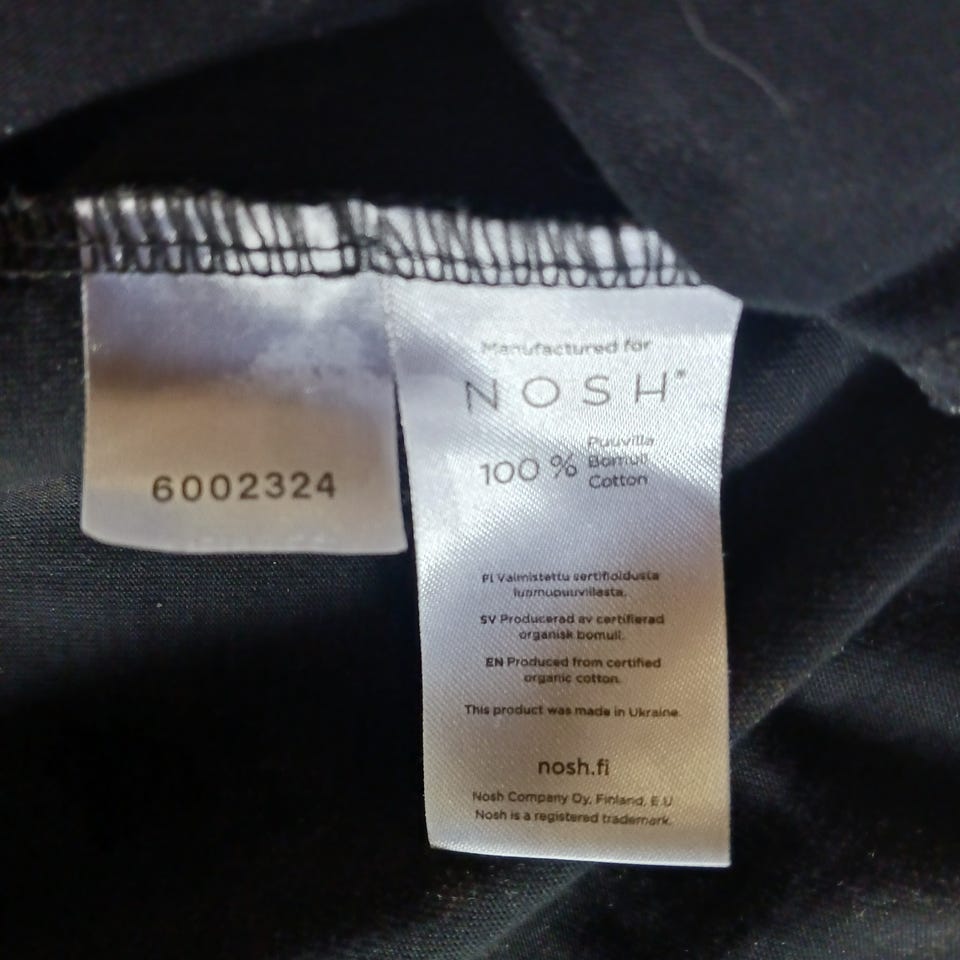 6002324
Manufactured for
NOSH®
100 % Puuvilla
Bomull
Cotton
FI Valmistettu sertifioidusta
luomupuuvillasta.
SV Producerad av certifierad
organisk bomull.
EN Produced from certified
organic cotton.
This product was made in Ukraine.
nosh.fi
Nosh Company Oy, Finland, E.U
Nosh is a registered trademark.